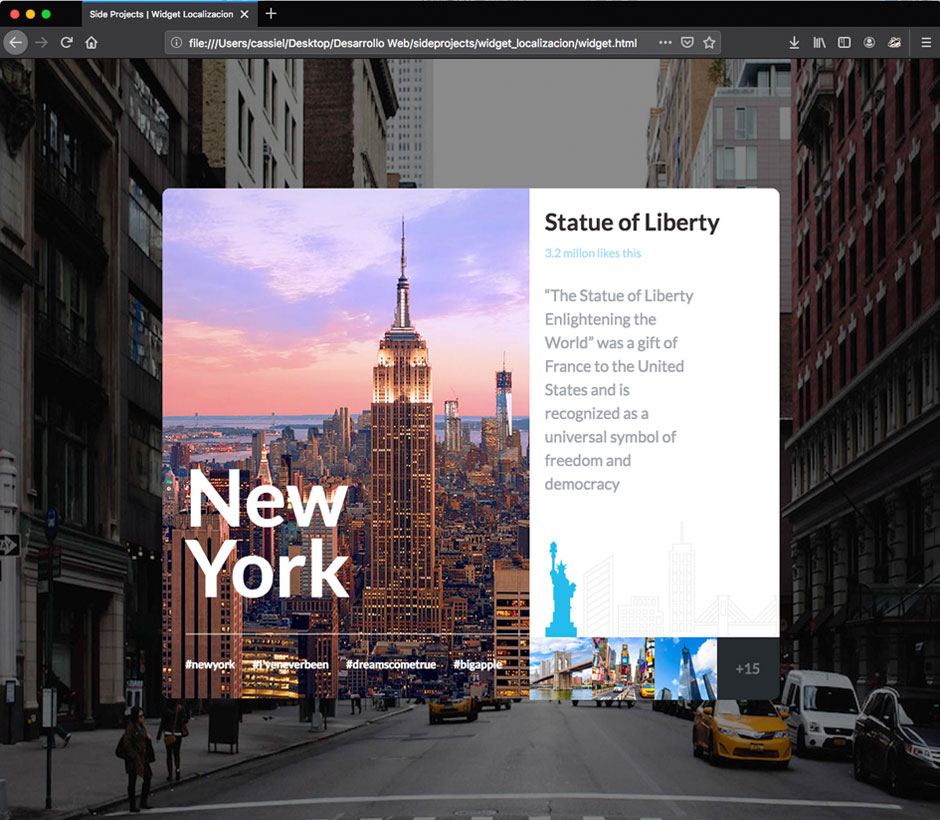 Side Projects | Widget Localizacion
file:///Users/cassiel/Desktop/Desarrollo Web/sideprojects/widget_localizacion/widget.html
New
York
#newyork #I'veneverbeen #dreamscometrue #bigapple
Statue of Liberty
3.2 millon likes this
“The Statue of Liberty
Enlightening the
World” was a gift of
France to the United
States and is
recognized as a
universal symbol of
freedom and
democracy
+15